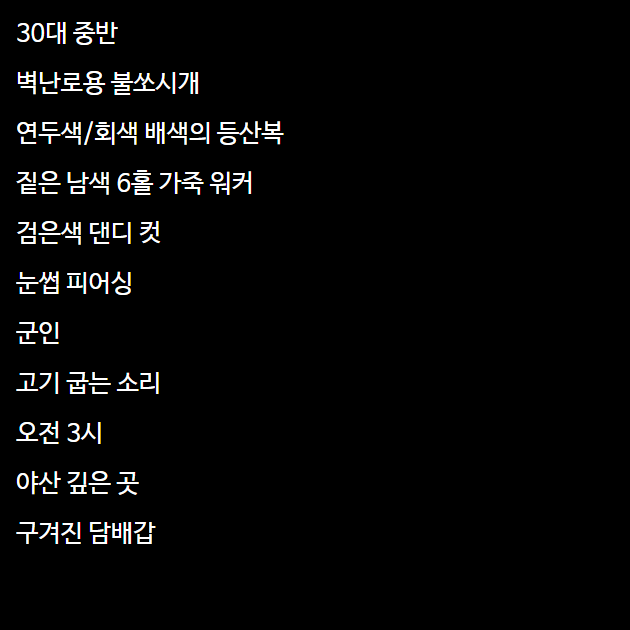 30대 중반
벽난로용 불쏘시개
연두색/회색 배색의 등산복
짙은 남색 6홀 가죽 워커
검은색 댄디 컷
눈썹 피어싱
군인
고기 굽는 소리
오전 3시
야산 깊은 곳
구겨진 담배갑